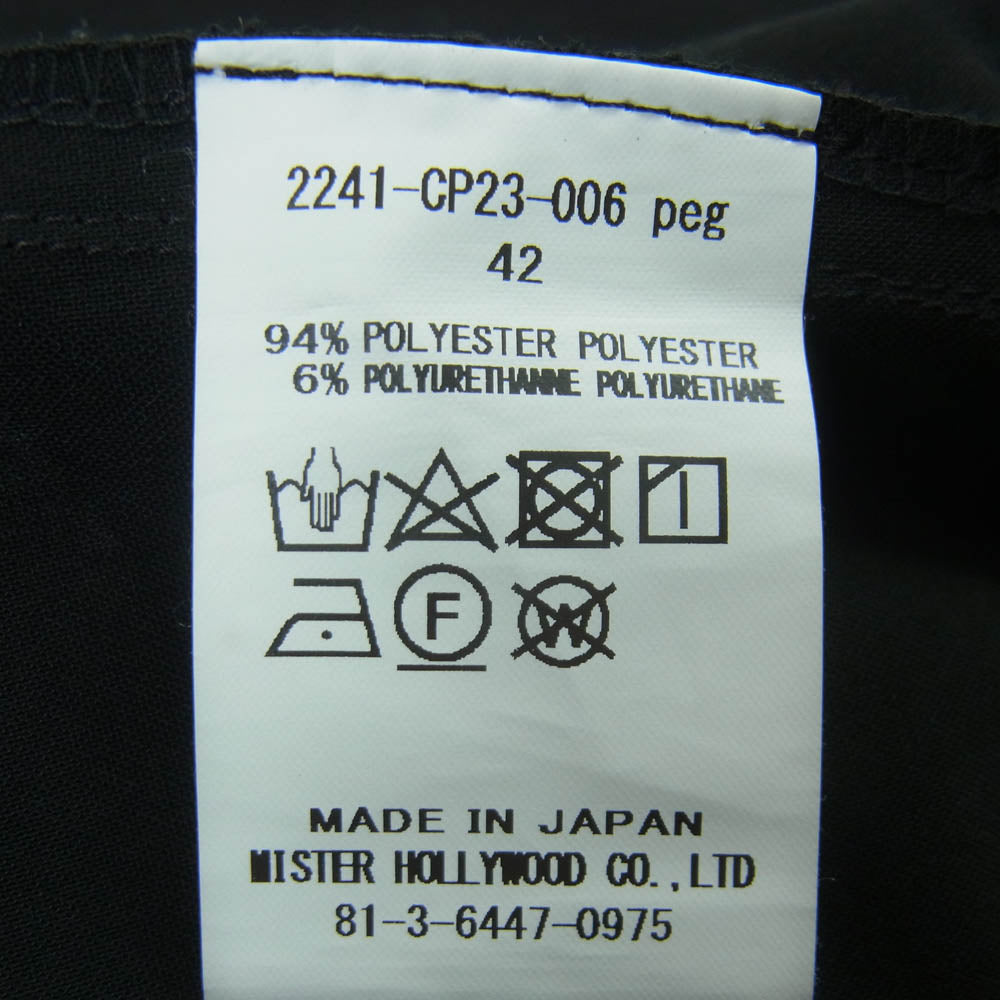 2241-CP23-006 peg
42
94% POLYESTER POLYESTER
6% POLYURETHANNE POLYURETHANE
F
W
MADE IN JAPAN
MISTER HOLLYWOOD CO.,LTD
81-3-6447-0975